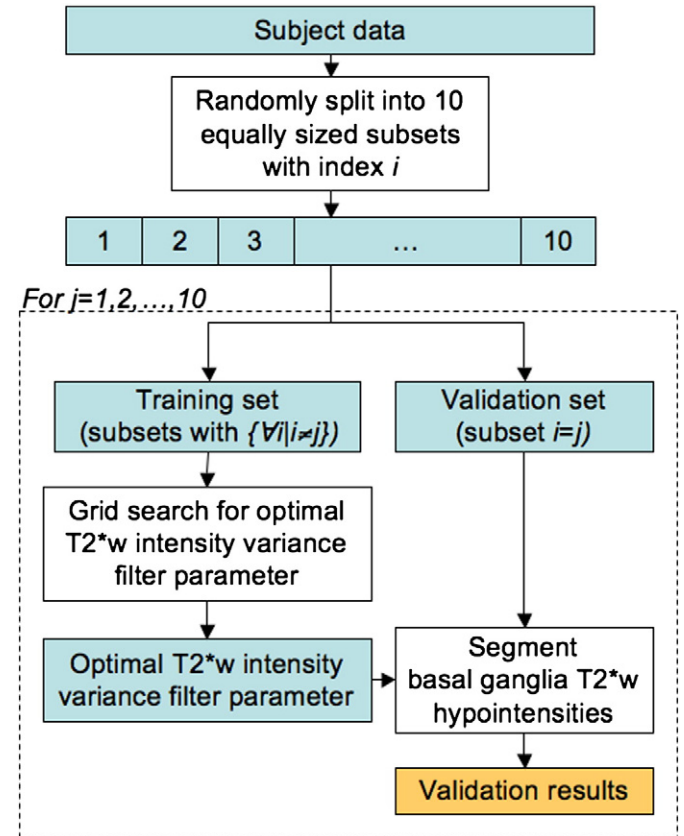 Subject data
Randomly split into 10
equally sized subsets
with index i
1 2 3 … 10
For j=1,2,…,10
Training set
(subsets with {∀i|i≠j})
Validation set
(subset i=j)
Grid search for optimal
T2*w intensity variance
filter parameter
Optimal T2*w intensity
variance filter parameter
Segment
basal ganglia T2*w
hypointensities
Validation results